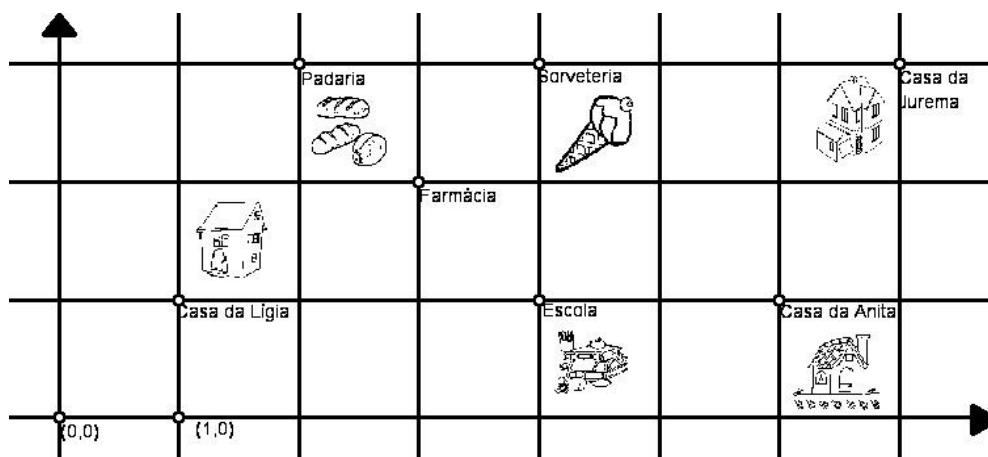 Padaria
Sorveteria
Casa da
Jurema
Farmácia
Casa da Lígia
Escola
Casa da Anita
(0,0)
(1,0)